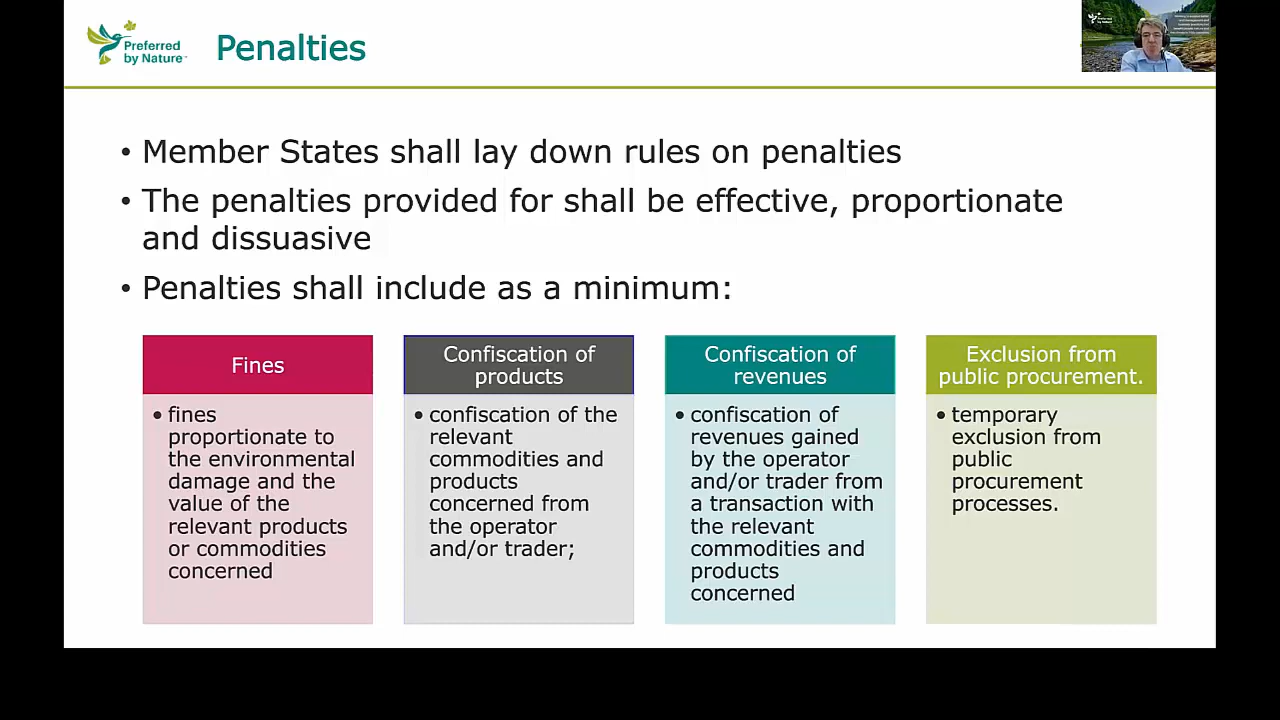 Preferred
by Nature™
Penalties
• Member States shall lay down rules on penalties
• The penalties provided for shall be effective, proportionate
and dissuasive
• Penalties shall include as a minimum:
Fines
• fines
proportionate to
the environmental
damage and the
value of the
relevant products
or commodities
concerned
Confiscation of
products
• confiscation of the
relevant
commodities and
products
concerned from
the operator
and/or trader;
Confiscation of
revenues
• confiscation of
revenues gained
by the operator
and/or trader from
a transaction with
the relevant
commodities and
products
concerned
Exclusion from
public procurement.
• temporary
exclusion from
public
procurement
processes.